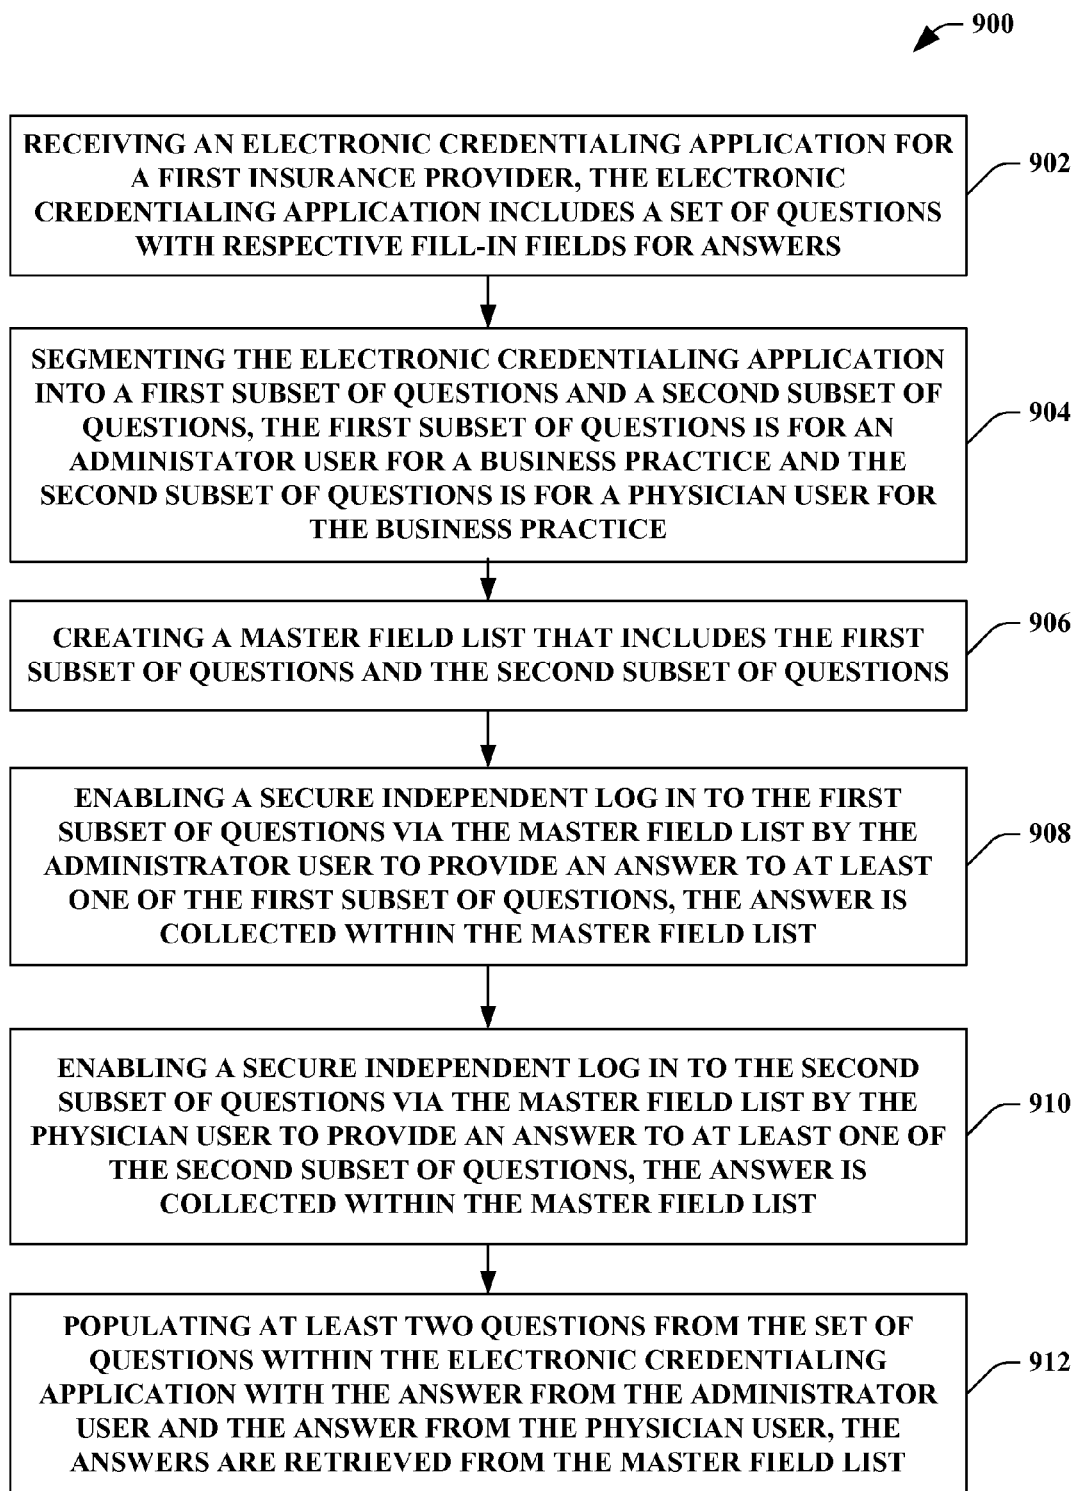 900
RECEIVING AN ELECTRONIC CREDENTIALING APPLICATION FOR
A FIRST INSURANCE PROVIDER, THE ELECTRONIC
CREDENTIALING APPLICATION INCLUDES A SET OF QUESTIONS
WITH RESPECTIVE FILL-IN FIELDS FOR ANSWERS
902
SEGMENTING THE ELECTRONIC CREDENTIALING APPLICATION
INTO A FIRST SUBSET OF QUESTIONS AND A SECOND SUBSET OF
QUESTIONS, THE FIRST SUBSET OF QUESTIONS IS FOR AN
ADMINISTATOR USER FOR A BUSINESS PRACTICE AND THE
SECOND SUBSET OF QUESTIONS IS FOR A PHYSICIAN USER FOR
THE BUSINESS PRACTICE
904
CREATING A MASTER FIELD LIST THAT INCLUDES THE FIRST
SUBSET OF QUESTIONS AND THE SECOND SUBSET OF QUESTIONS
906
ENABLING A SECURE INDEPENDENT LOG IN TO THE FIRST
SUBSET OF QUESTIONS VIA THE MASTER FIELD LIST BY THE
ADMINISTRATOR USER TO PROVIDE AN ANSWER TO AT LEAST
ONE OF THE FIRST SUBSET OF QUESTIONS, THE ANSWER IS
COLLECTED WITHIN THE MASTER FIELD LIST
908
ENABLING A SECURE INDEPENDENT LOG IN TO THE SECOND
SUBSET OF QUESTIONS VIA THE MASTER FIELD LIST BY THE
PHYSICIAN USER TO PROVIDE AN ANSWER TO AT LEAST ONE OF
THE SECOND SUBSET OF QUESTIONS, THE ANSWER IS
COLLECTED WITHIN THE MASTER FIELD LIST
910
POPULATING AT LEAST TWO QUESTIONS FROM THE SET OF
QUESTIONS WITHIN THE ELECTRONIC CREDENTIALING
APPLICATION WITH THE ANSWER FROM THE ADMINISTRATOR
USER AND THE ANSWER FROM THE PHYSICIAN USER, THE
ANSWERS ARE RETRIEVED FROM THE MASTER FIELD LIST
912